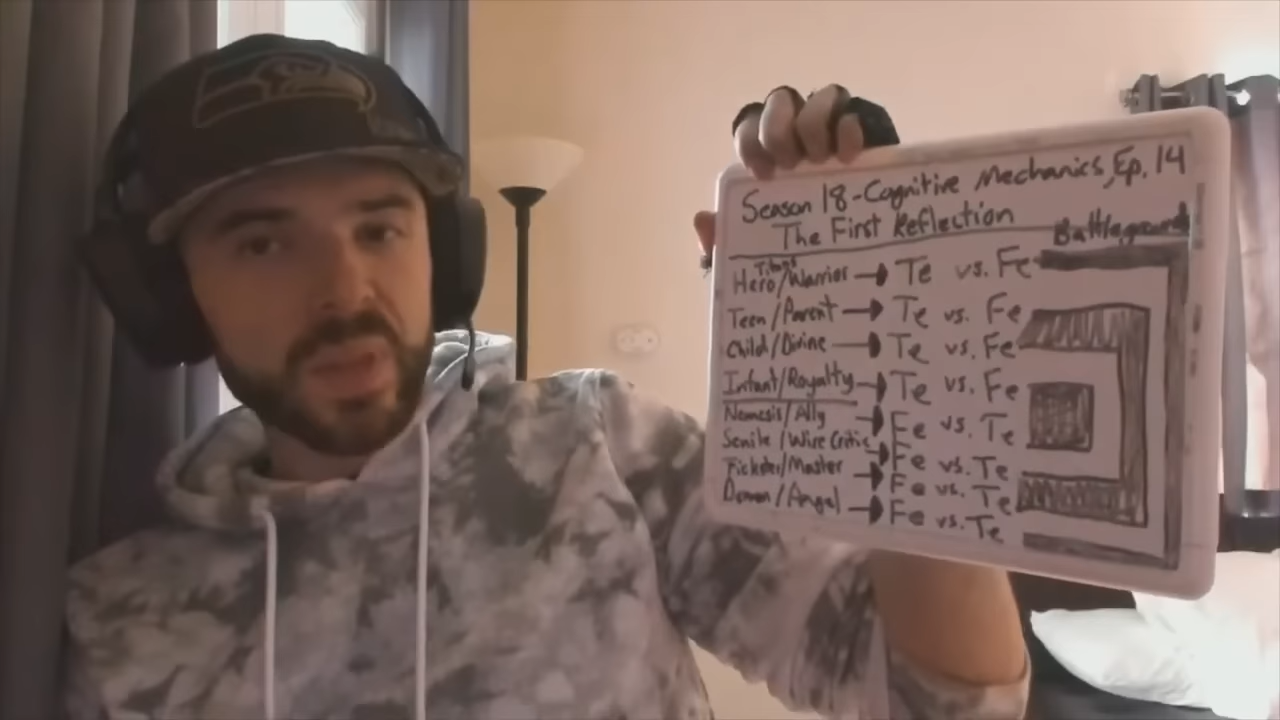 Season 18-Cognitive Mechanics, Ep. 14
The First Reflection
Battleground
Titans
Hero/Warrior → Te vs. Fe
Teen/Parent → Te vs. Fe
Child/Divine → Te vs. Fe
Infant/Royalty → Te vs. Fe
Nemesis/Ally → Fe vs. Te
Senile/Wire Critic → Fe vs. Te
Trickster/Master → Fe vs. Te
Demon/Angel → Fe vs. Te